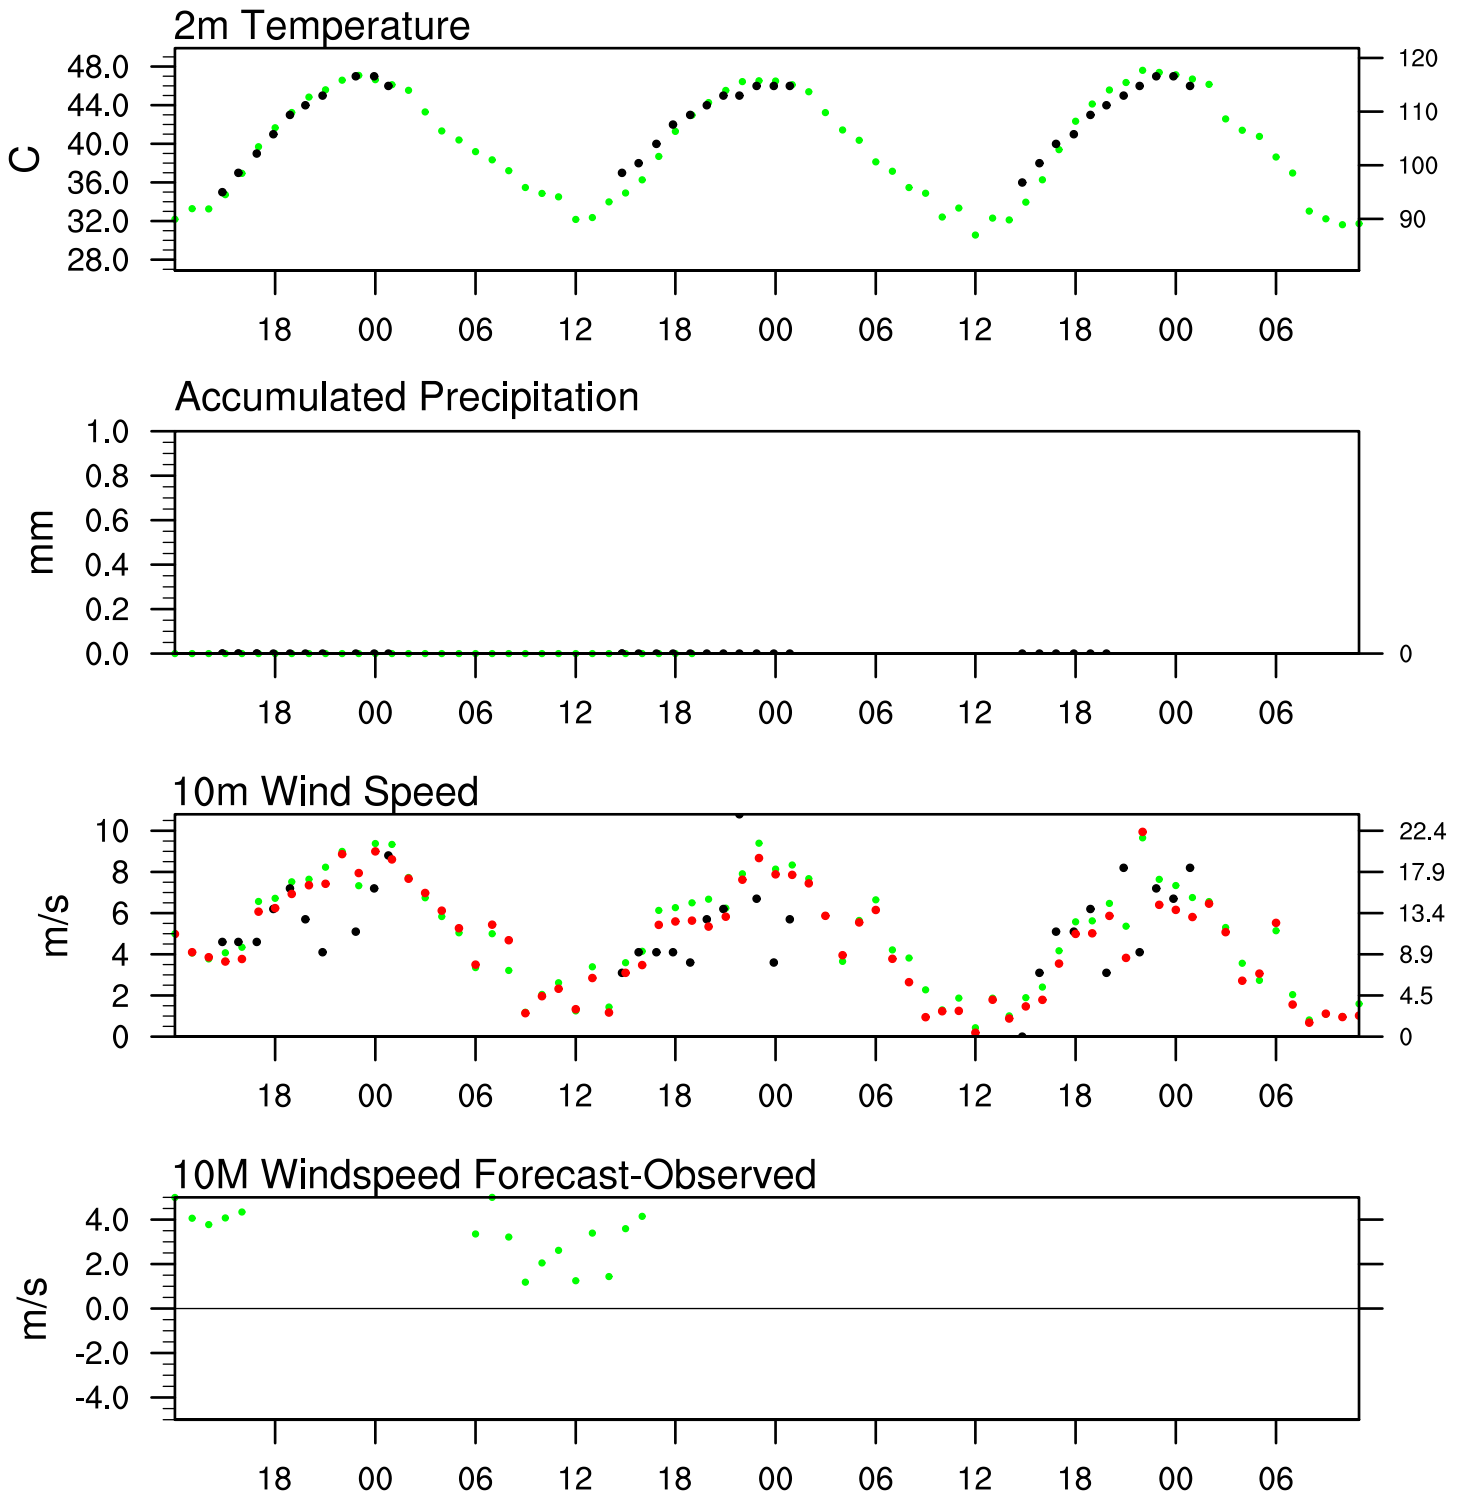 2m Temperature
48.0
44.0
40.0
36.0
32.0
28.0
C
120
110
100
90
18 00 06 12 18 00 06 12 18 00 06
Accumulated Precipitation
1.0
0.8
0.6
0.4
0.2
0.0
mm
0
18 00 06 12 18 00 06 12 18 00 06
10m Wind Speed
10
8
6
4
2
0
m/s
22.4
17.9
13.4
8.9
4.5
0
18 00 06 12 18 00 06 12 18 00 06
10M Windspeed Forecast-Observed
4.0
2.0
0.0
-2.0
-4.0
m/s
18 00 06 12 18 00 06 12 18 00 06